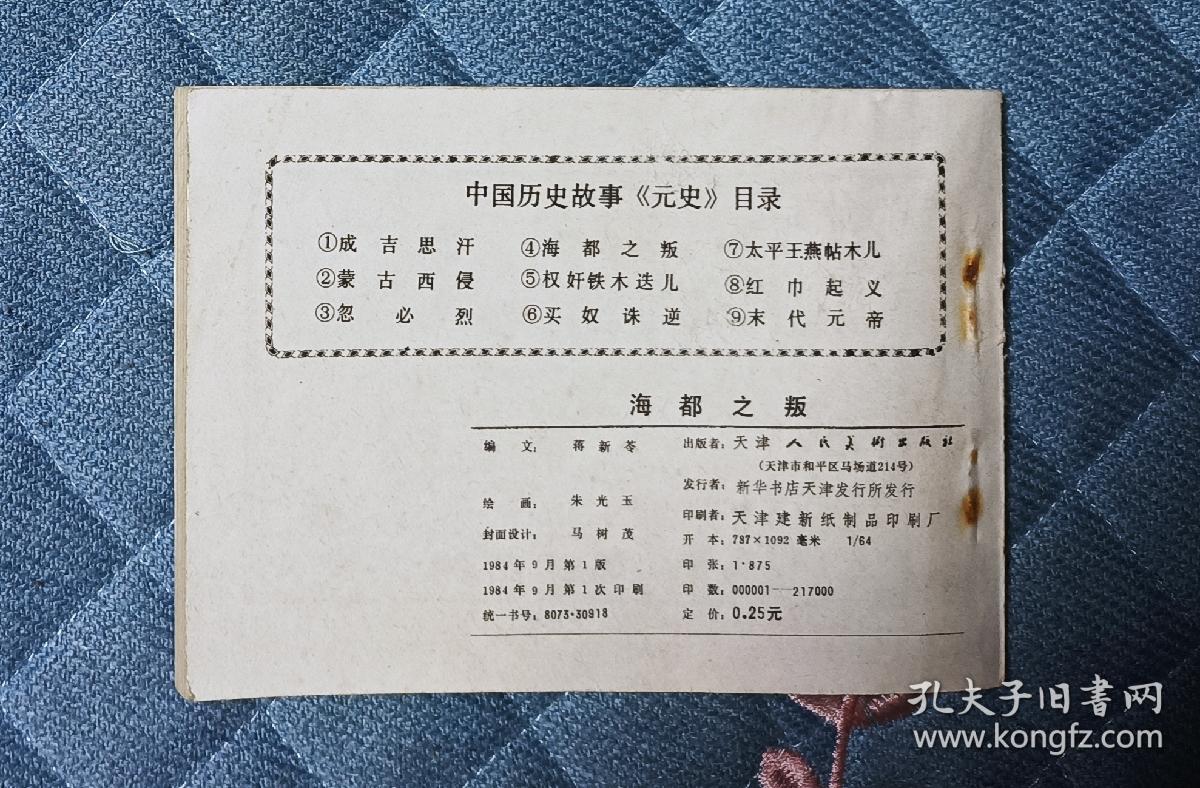 中国历史故事《元史》目录
①成吉思汗 ④海都之叛 ⑦太平王燕帖木儿
②蒙古西侵 ⑤权奸铁木迭儿 ⑧红巾起义
③忽必烈 ⑥买奴诛逆 ⑨末代元帝
海都之叛
编文：蒋新苓
绘画：朱光玉
封面设计：马树茂
1984年9月第1版
1984年9月第1次印刷
统一书号：8073·30918
出版者：天津人民美術出版社
（天津市和平区马场道214号）
发行者：新华书店天津发行所发行
印刷者：天津建新纸制品印刷厂
开本：787×1092毫米 1/64
印张：1·875
印数：000001—217000
定价：0.25元
孔夫子旧書网
www.kongfz.com